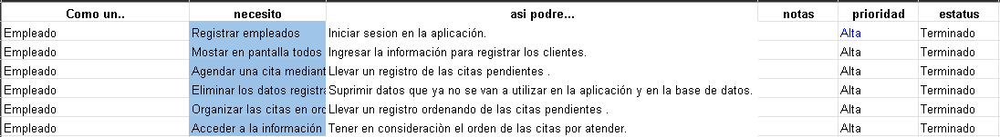 Como un.. necesito asi podre... notas prioridad estatus
Empleado Registrar empleados Iniciar sesion en la aplicación. Alta Terminado
Empleado Mostar en pantalla todos Ingresar la información para registrar los clientes. Alta Terminado
Empleado Agendar una cita mediant Llevar un registro de las citas pendientes . Alta Terminado
Empleado Eliminar los datos registra Suprimir datos que ya no se van a utilizar en la aplicación y en la base de datos. Alta Terminado
Empleado Organizar las citas en ord Llevar un registro ordenando de las citas pendientes . Alta Terminado
Empleado Acceder a la información Tener en consideraciòn el orden de las citas por atender. Alta Terminado